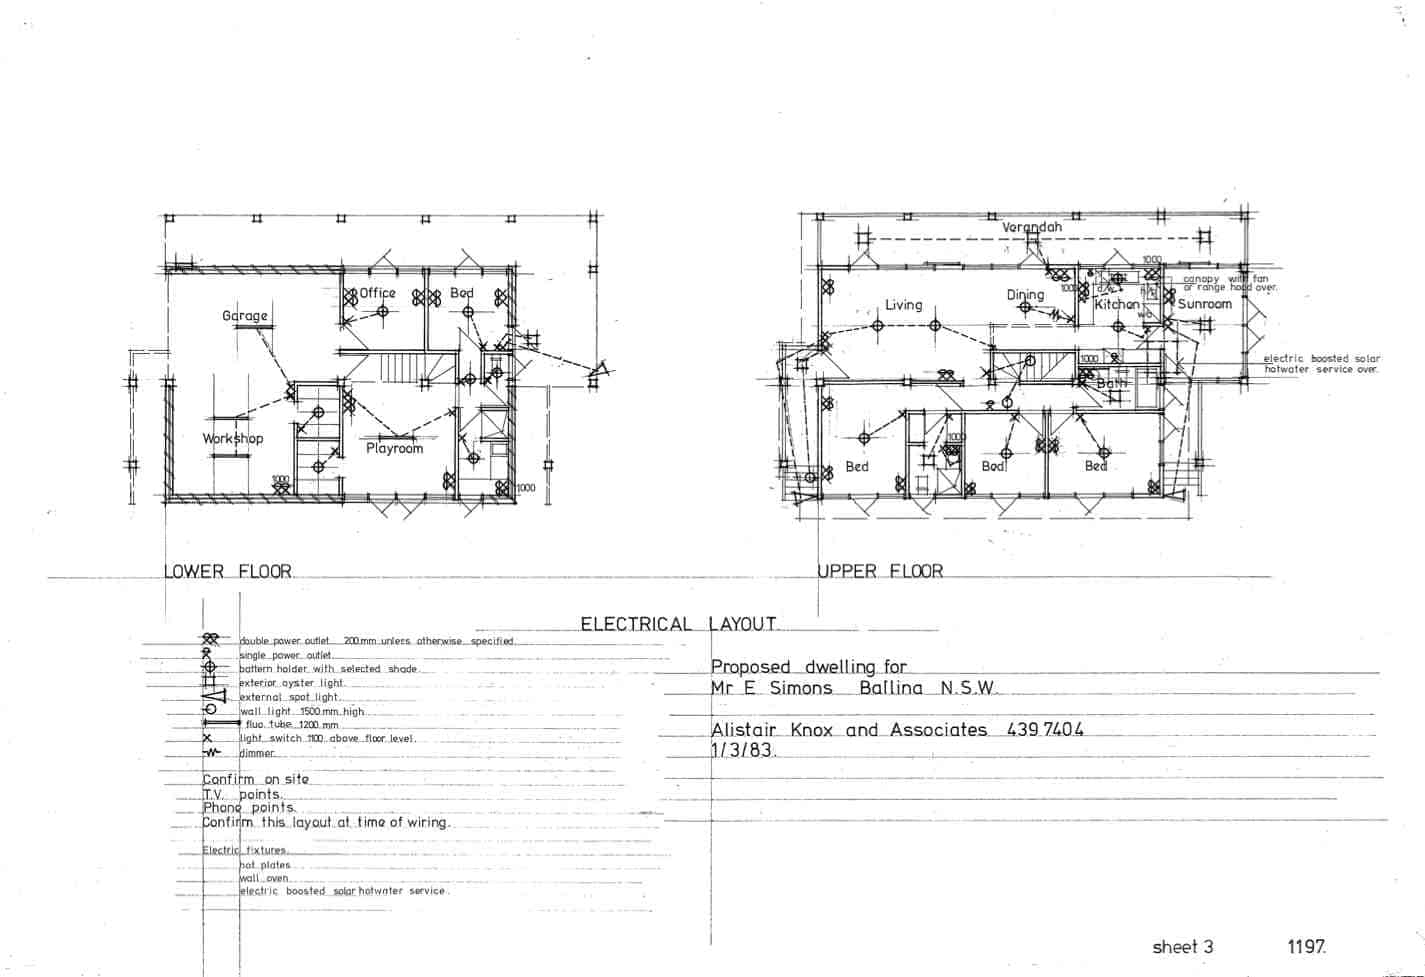 Verandah
1000
canopy with fan
or range hood over.
Office
Bed
1000
Living
Dining
Kitchen
Sunroom
Garage
wo
electric boosted solar
hotwater service over.
1000
Bath
Workshop
Playroom
1000
Bed
Bed
Bed
1000
1000
LOWER FLOOR
UPPER FLOOR
ELECTRICAL LAYOUT
double power outlet 200mm unless otherwise specified.
single power outlet.
battern holder with selected shade.
exterior oyster light.
external spot light.
wall light 1500 mm high
fluo. tube 1200 mm
light switch 1100 above floor level.
dimmer.
Confirm on site
T.V. points.
Phone points.
Confirm this layout at time of wiring.
Electric fixtures.
hot plates
wall oven.
electric boosted solar hotwater service.
Proposed dwelling for
Mr E Simons Ballina N.S.W.
Alistair Knox and Associates 439 7404
1/3/83.
sheet 3 1197.